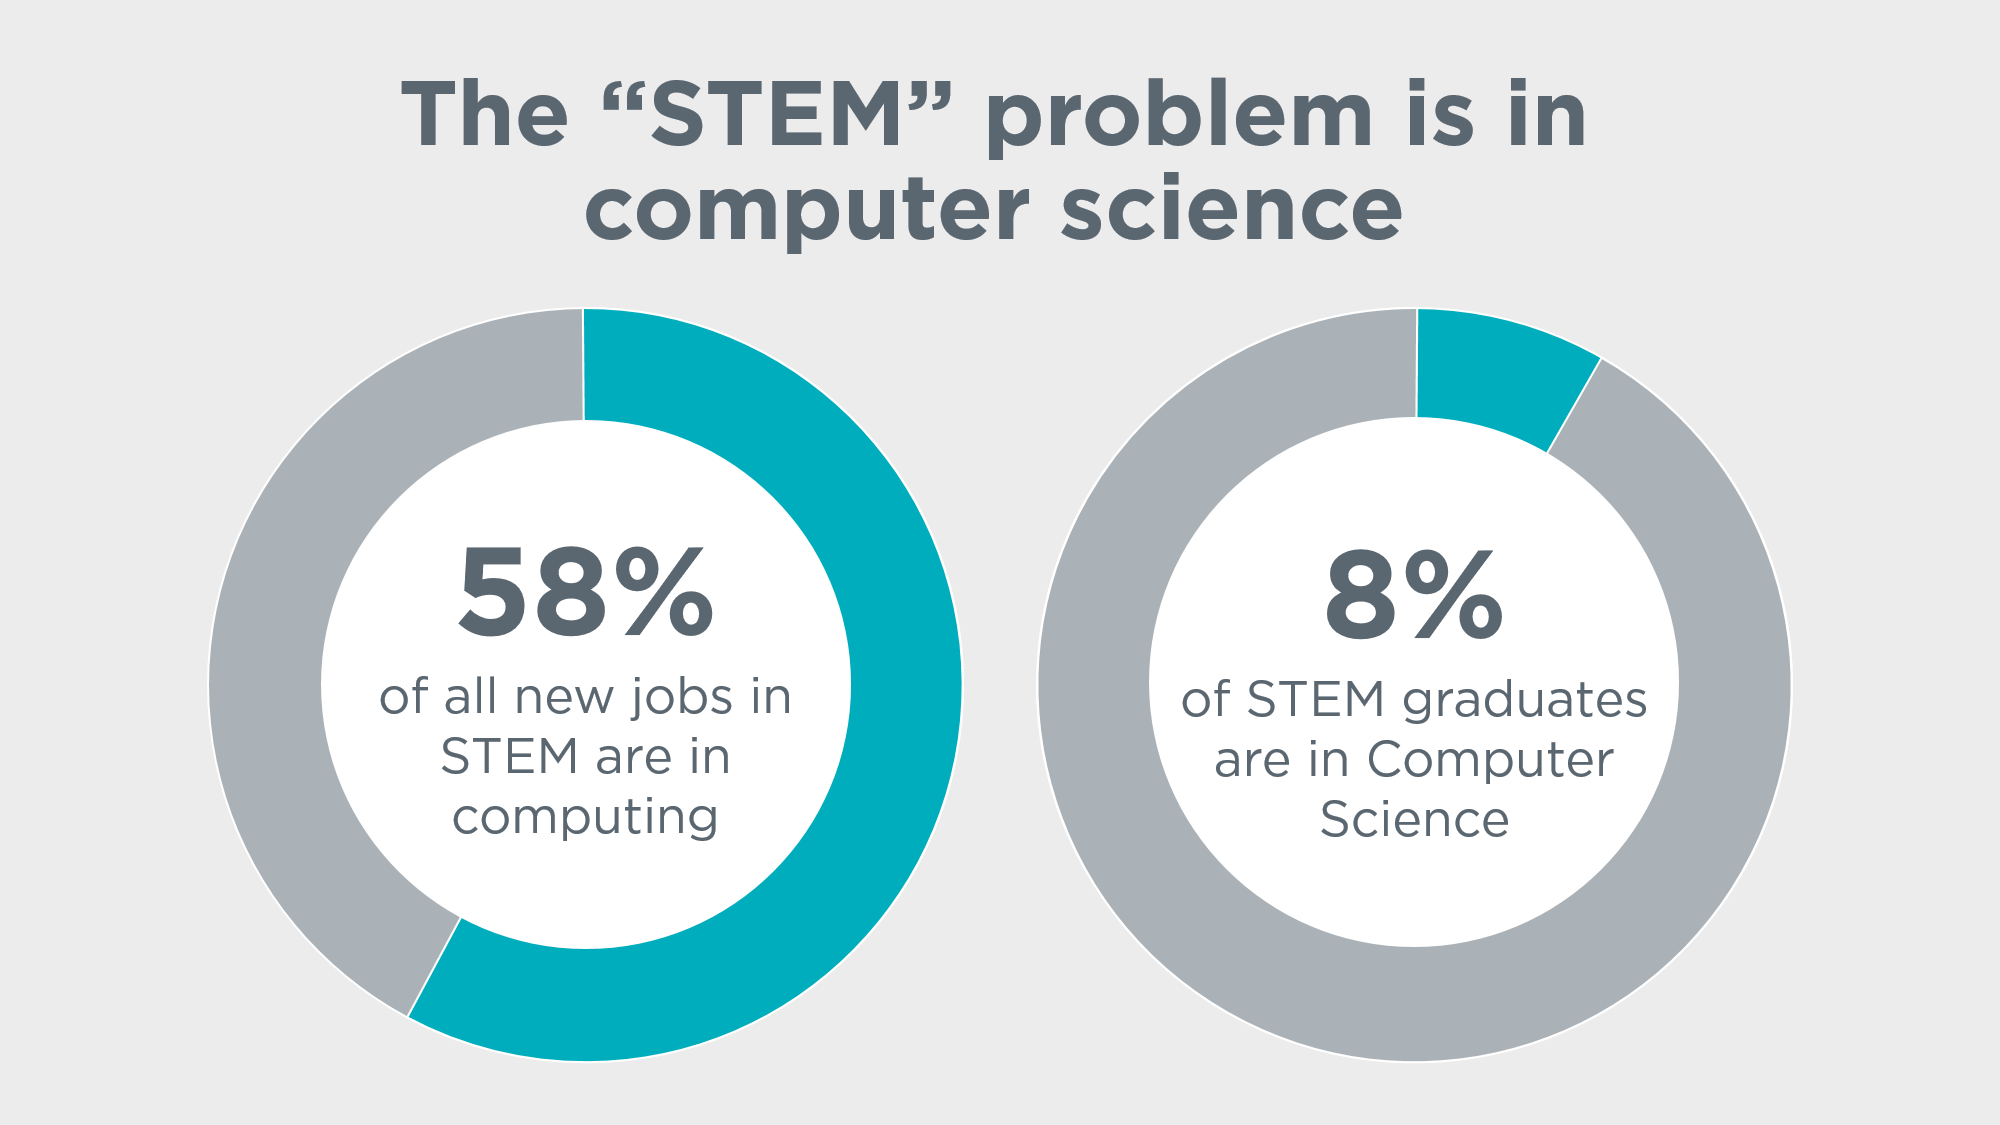 The “STEM” problem is in
computer science
58%
of all new jobs in
STEM are in
computing
8%
of STEM graduates
are in Computer
Science